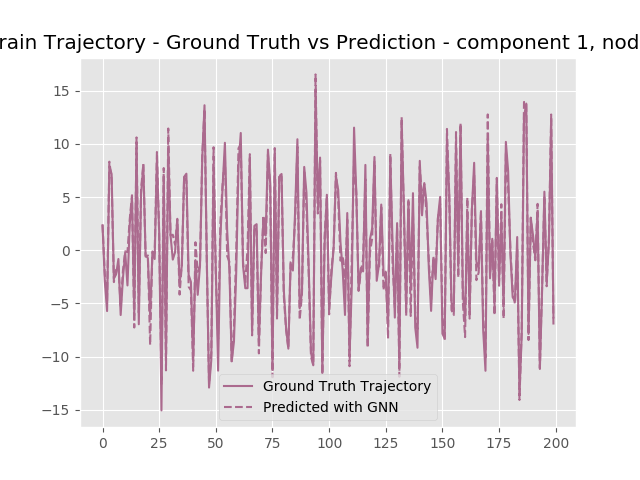 rain Trajectory - Ground Truth vs Prediction - component 1, nod
15
10
5
0
−5
−10
−15
Ground Truth Trajectory
Predicted with GNN
0 25 50 75 100 125 150 175 200